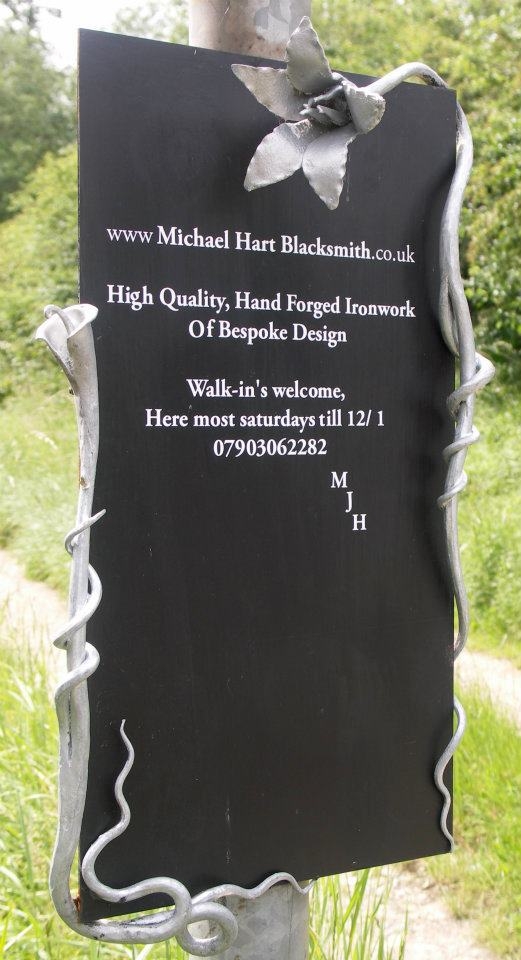 www Michael Hart Blacksmith.co.uk
High Quality, Hand Forged Ironwork
Of Bespoke Design
Walk-in's welcome,
Here most saturdays till 12/ 1
07903062282
M
J
H